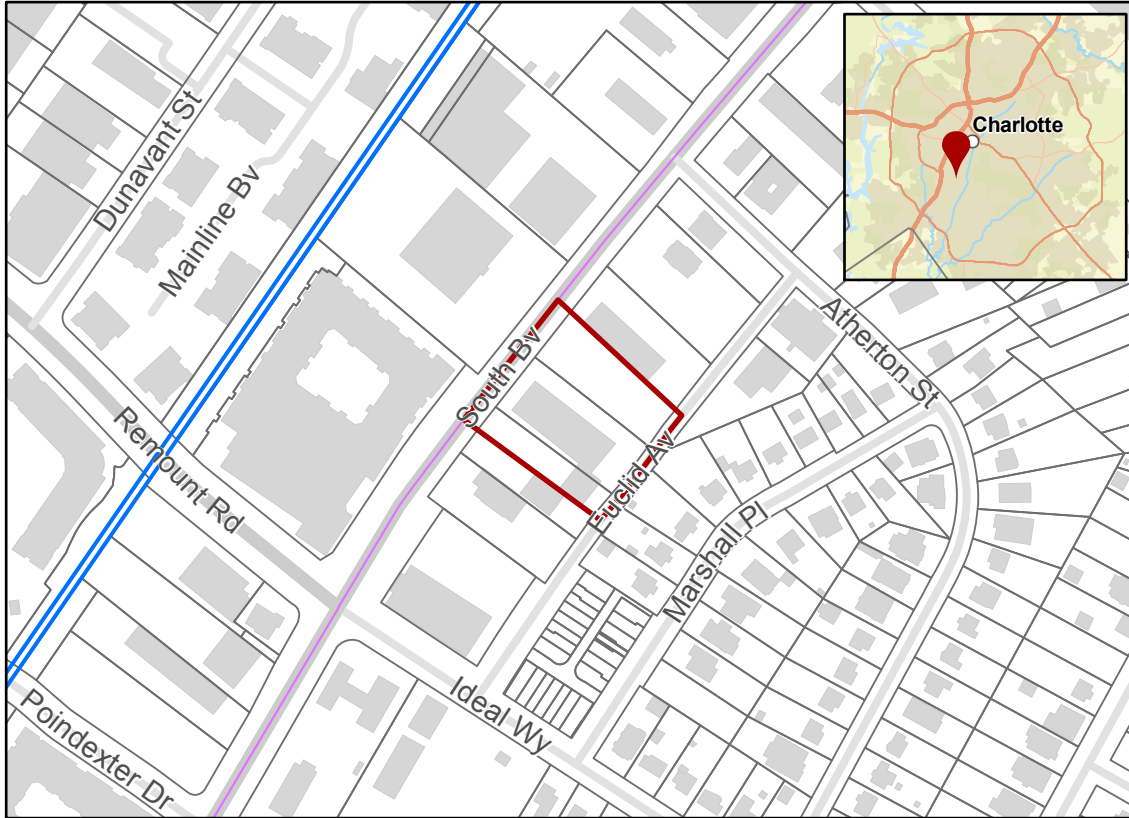 Charlotte
Dunavant St
Mainline Bv
Atherton St
South Bv
Remount Rd
Euclid Av
Marshall Pl
Ideal Wy
Poindexter Dr